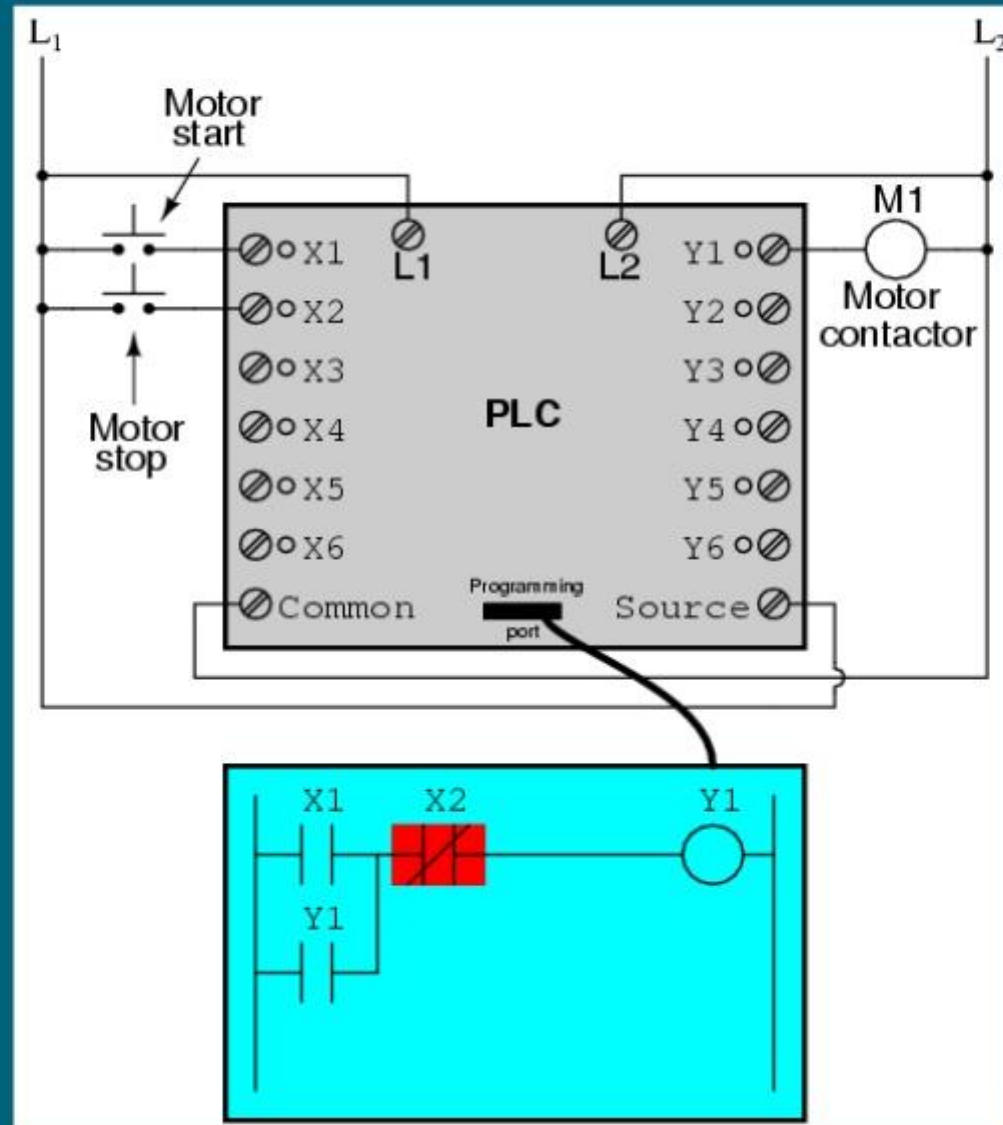 L1
L2
Motor
start
M1
X1
L1
L2
Y1
X2
Y2
Motor
contactor
X3
Y3
Motor
stop
X4
PLC
Y4
X5
Y5
X6
Y6
Programming
port
Common
Source
X1
X2
Y1
Y1